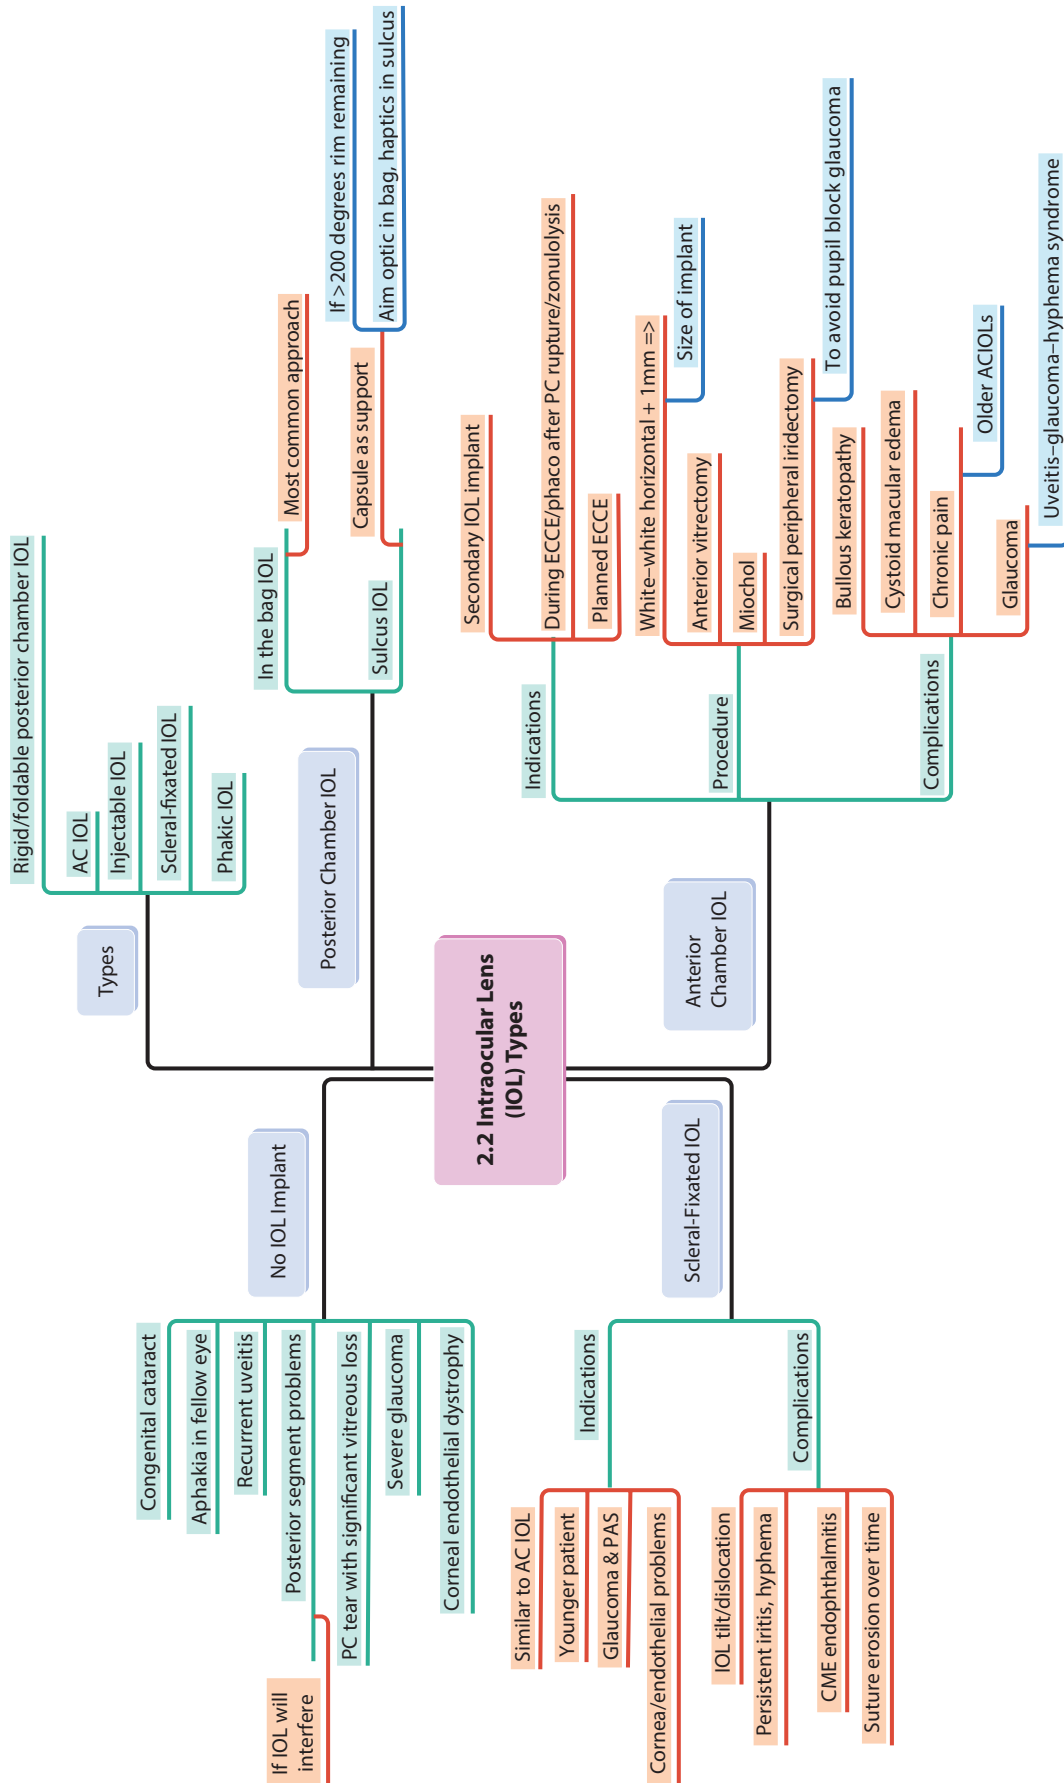 2.2 Intraocular Lens
(IOL) Types
Types
Rigid/foldable posterior chamber IOL
AC IOL
Injectable IOL
Scleral-fixated IOL
Phakic IOL
Posterior Chamber IOL
In the bag IOL
Most common approach
Sulcus IOL
Capsule as support
If >200 degrees rim remaining
Aim optic in bag, haptics in sulcus
Anterior
Chamber IOL
Indications
Secondary IOL implant
During ECCE/phaco after PC rupture/zonulolysis
Planned ECCE
Procedure
White–white horizontal + 1mm =>
Size of implant
Anterior vitrectomy
Miochol
Surgical peripheral iridectomy
To avoid pupil block glaucoma
Complications
Bullous keratopathy
Cystoid macular edema
Chronic pain
Older ACIOLs
Glaucoma
Uveitis–glaucoma–hyphema syndrome
No IOL Implant
Congenital cataract
Aphakia in fellow eye
Recurrent uveitis
Posterior segment problems
If IOL will
interfere
PC tear with significant vitreous loss
Severe glaucoma
Corneal endothelial dystrophy
Scleral-Fixated IOL
Indications
Similar to AC IOL
Younger patient
Glaucoma & PAS
Cornea/endothelial problems
Complications
IOL tilt/dislocation
Persistent iritis, hyphema
CME endophthalmitis
Suture erosion over time